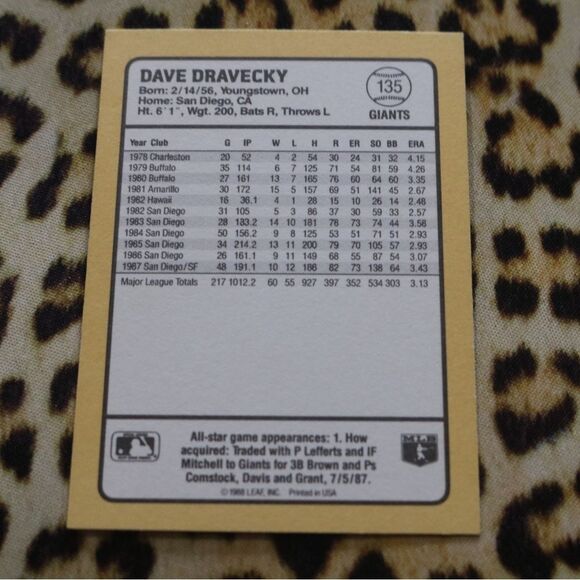 DAVE DRAVECKY
Born: 2/14/56, Youngstown, OH
Home: San Diego, CA
Ht. 6'1", Wgt. 200, Bats R, Throws L
135
GIANTS
Year Club G IP W L H R ER SO BB ERA
1978 Charleston 20 52 4 2 54 30 24 31 32 4.15
1979 Buffalo 35 114 6 7 125 71 54 81 59 4.26
1980 Buffalo 27 161 13 7 165 76 60 64 60 3.35
1981 Amarillo 30 172 15 5 157 69 51 141 45 2.67
1982 Hawaii 16 36.1 4 1 28 15 10 26 14 2.48
1982 San Diego 31 105 5 3 86 37 30 59 33 2.57
1983 San Diego 28 183.2 14 10 181 78 73 74 44 3.58
1984 San Diego 50 156.2 9 8 125 53 51 71 51 2.93
1985 San Diego 34 214.2 13 11 200 79 70 105 57 2.93
1986 San Diego 26 161.1 9 11 149 68 55 87 54 3.07
1987 San Diego/SF 48 191.1 10 12 186 82 73 138 64 3.43
Major League Totals 217 1012.2 60 55 927 397 352 534 303 3.13
All-star game appearances: 1. How
acquired: Traded with P Lefferts and IF
Mitchell to Giants for 3B Brown and Ps
Comstock, Davis and Grant, 7/5/87.
© 1988 LEAF, INC. Printed in USA
MLB